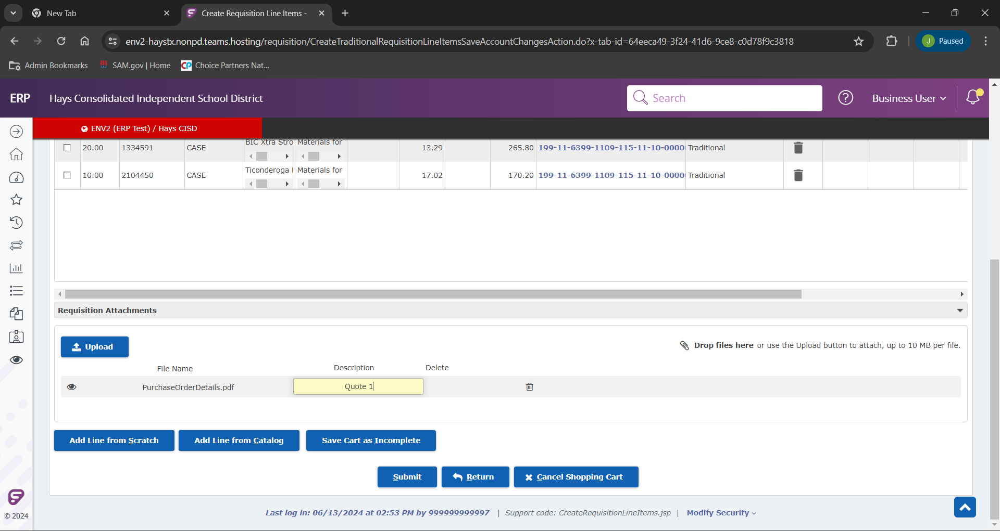 New Tab
Create Requisition Line Items -
env2-haystx.nonpd.teams.hosting/requisition/CreateTraditionalRequisitionLineItemsSaveAccountChangesAction.do?x-tab-id=64eeca49-3f24-41d6-9ce8-c0d78f9c3818
J Paused
Admin Bookmarks
SAM.gov | Home
CP Choice Partners Nat...
ERP Hays Consolidated Independent School District
Search
Business User
ENV2 (ERP Test) / Hays CISD
20.00 1334591 CASE BIC Xtra Stro Materials for 13.29 265.80 199-11-6399-1109-115-11-10-0000 Traditional
10.00 2104450 CASE Ticonderoga Materials for 17.02 170.20 199-11-6399-1109-115-11-10-0000 Traditional
Requisition Attachments
Upload
Drop files here or use the Upload button to attach, up to 10 MB per file.
File Name Description Delete
PurchaseOrderDetails.pdf Quote 1
Add Line from Scratch Add Line from Catalog Save Cart as Incomplete
Submit Return Cancel Shopping Cart
Last log in: 06/13/2024 at 02:53 PM by 999999999997 | Support code: CreateRequisitionLineItems.jsp | Modify Security
© 2024